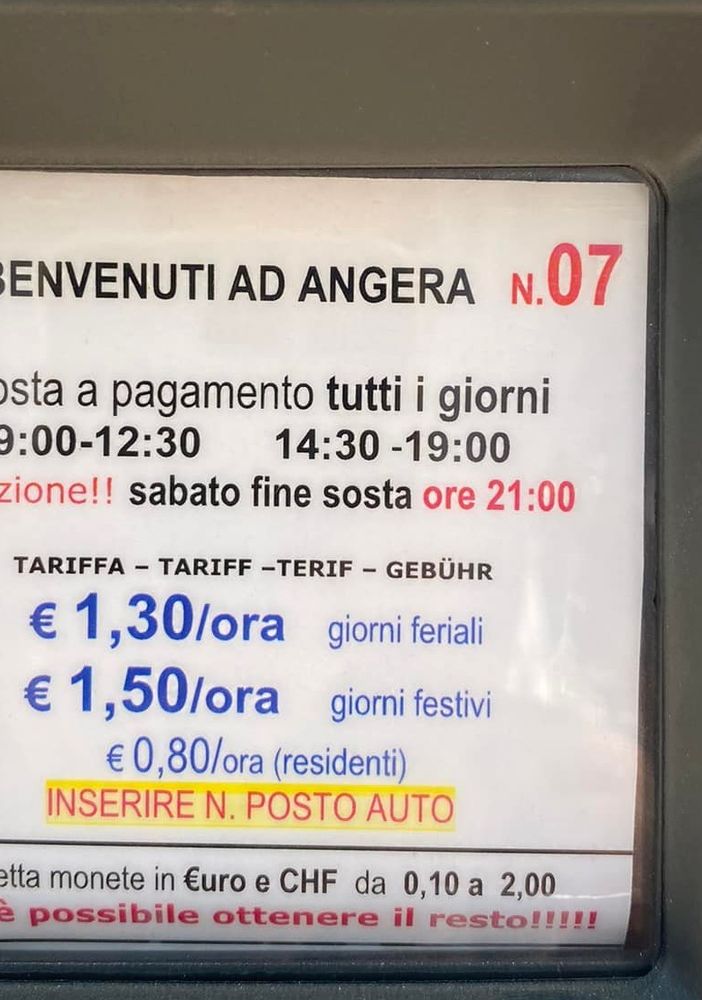 BENVENUTI AD ANGERA N.07
osta a pagamento tutti i giorni
9:00-12:30 14:30 -19:00
zione!! sabato fine sosta ore 21:00
TARIFFA – TARIFF –TERIF – GEBÜHR
€ 1,30/ora giorni feriali
€ 1,50/ora giorni festivi
€ 0,80/ora (residenti)
INSERIRE N. POSTO AUTO
etta monete in €uro e CHF da 0,10 a 2,00
è possibile ottenere il resto!!!!!